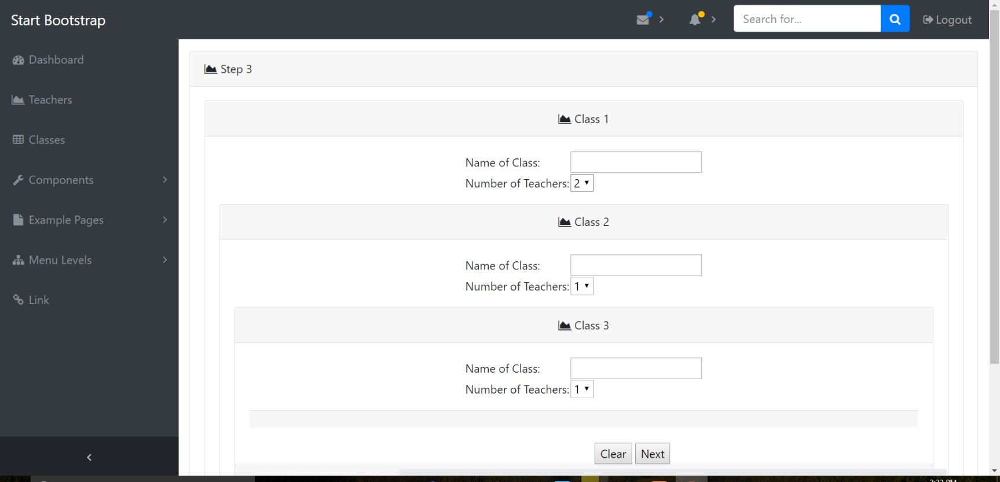 Start Bootstrap
Search for...
Logout
Dashboard
Teachers
Classes
Components
Example Pages
Menu Levels
Link
Step 3
Class 1
Name of Class:
Number of Teachers: 2
Class 2
Name of Class:
Number of Teachers: 1
Class 3
Name of Class:
Number of Teachers: 1
Clear Next